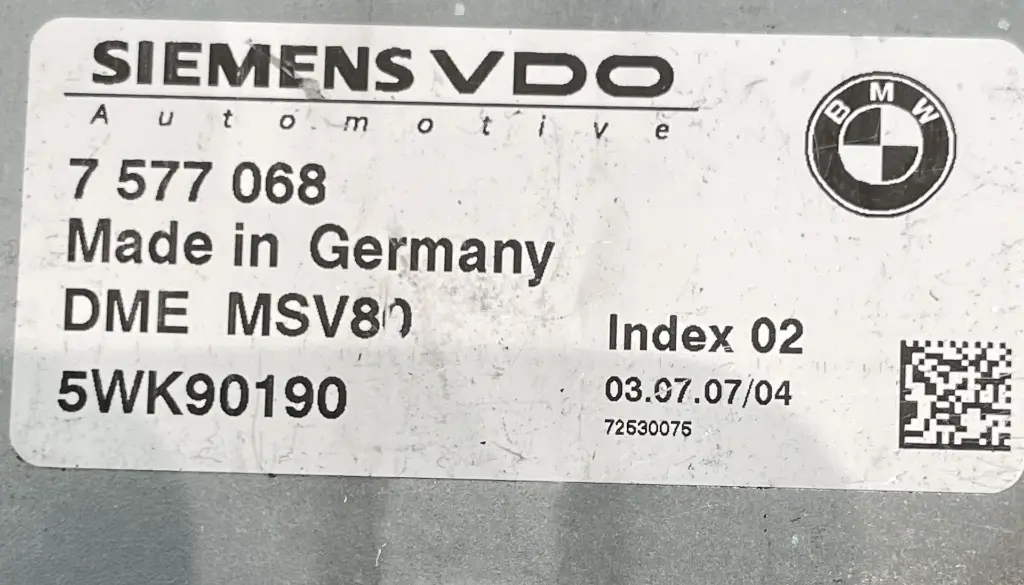 SIEMENS VDO
Automotive
BMW
7 577 068
Made in Germany
DME MSV80
5WK90190
Index 02
03.07.07/04
72530075